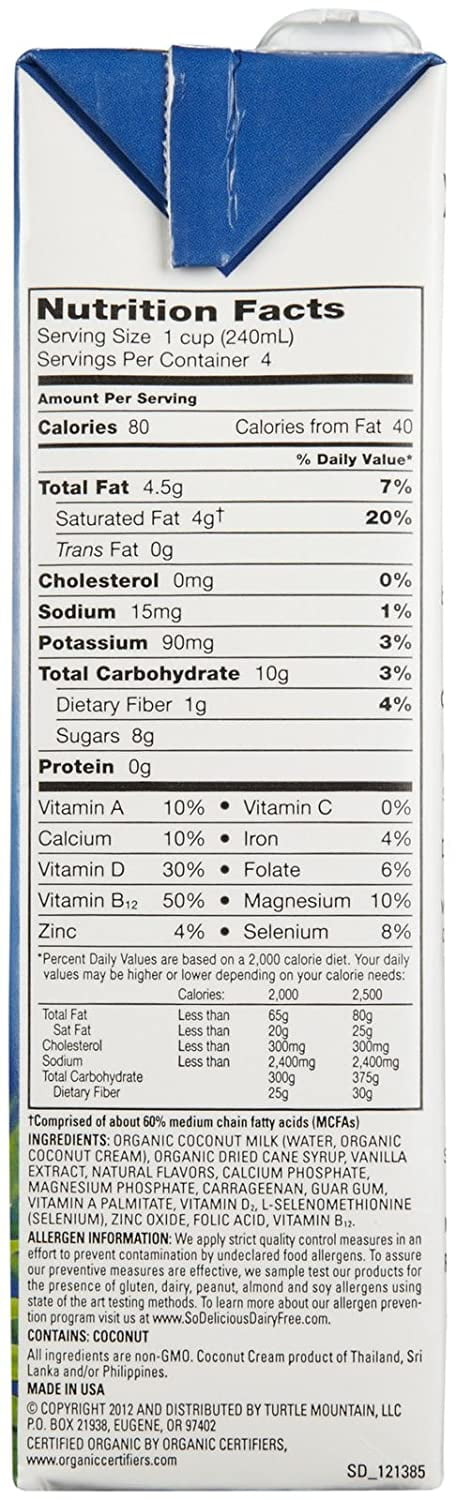 Nutrition Facts
Serving Size 1 cup (240mL)
Servings Per Container 4
Amount Per Serving
Calories 80 Calories from Fat 40
% Daily Value*
Total Fat 4.5g 7%
Saturated Fat 4g† 20%
Trans Fat 0g
Cholesterol 0mg 0%
Sodium 15mg 1%
Potassium 90mg 3%
Total Carbohydrate 10g 3%
Dietary Fiber 1g 4%
Sugars 8g
Protein 0g
Vitamin A 10% • Vitamin C 0%
Calcium 10% • Iron 4%
Vitamin D 30% • Folate 6%
Vitamin B₁₂ 50% • Magnesium 10%
Zinc 4% • Selenium 8%
*Percent Daily Values are based on a 2,000 calorie diet. Your daily
values may be higher or lower depending on your calorie needs:
Calories: 2,000 2,500
Total Fat Less than 65g 80g
Sat Fat Less than 20g 25g
Cholesterol Less than 300mg 300mg
Sodium Less than 2,400mg 2,400mg
Total Carbohydrate 300g 375g
Dietary Fiber 25g 30g
†Comprised of about 60% medium chain fatty acids (MCFAs)
INGREDIENTS: ORGANIC COCONUT MILK (WATER, ORGANIC
COCONUT CREAM), ORGANIC DRIED CANE SYRUP, VANILLA
EXTRACT, NATURAL FLAVORS, CALCIUM PHOSPHATE,
MAGNESIUM PHOSPHATE, CARRAGEENAN, GUAR GUM,
VITAMIN A PALMITATE, VITAMIN D₂, L-SELENOMETHIONINE
(SELENIUM), ZINC OXIDE, FOLIC ACID, VITAMIN B₁₂.
ALLERGEN INFORMATION: We apply strict quality control measures in an
effort to prevent contamination by undeclared food allergens. To assure
our preventive measures are effective, we sample test our products for
the presence of gluten, dairy, peanut, almond and soy allergens using
state of the art testing methods. To learn more about our allergen preven-
tion program visit us at www.SoDeliciousDairyFree.com.
CONTAINS: COCONUT
All ingredients are non-GMO. Coconut Cream product of Thailand, Sri
Lanka and/or Philippines.
MADE IN USA
© COPYRIGHT 2012 AND DISTRIBUTED BY TURTLE MOUNTAIN, LLC
P.O. BOX 21938, EUGENE, OR 97402
CERTIFIED ORGANIC BY ORGANIC CERTIFIERS,
www.organiccertifiers.com
SD_121385